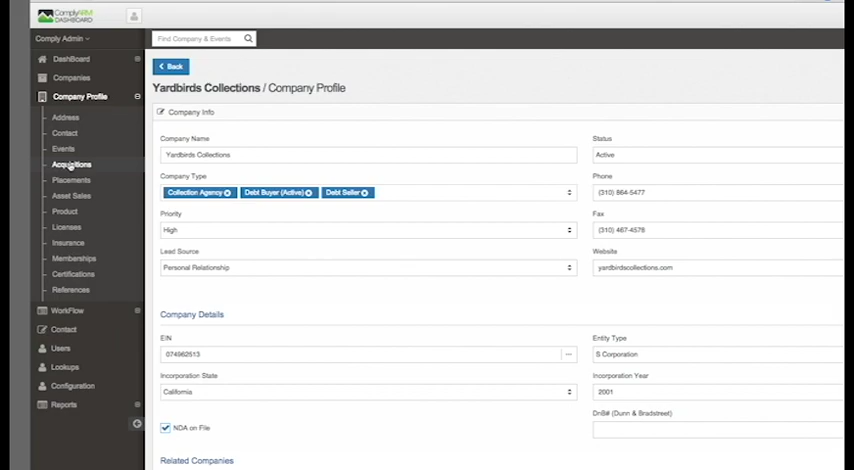 ComplyARM
DASHBOARD
Comply Admin
Find Company & Events
DashBoard
Companies
Company Profile
Address
Contact
Events
Acquisitions
Placements
Asset Sales
Product
Licenses
Insurance
Memberships
Certifications
References
WorkFlow
Contact
Users
Lookups
Configuration
Reports
Back
Yardbirds Collections / Company Profile
Company Info
Company Name
Yardbirds Collections
Status
Active
Company Type
Collection Agency Debt Buyer (Active) Debt Seller
Phone
(310) 864-5477
Priority
High
Fax
(310) 467-4578
Lead Source
Personal Relationship
Website
yardbirdscollections.com
Company Details
EIN
074962513
Entity Type
S Corporation
Incorporation State
California
Incorporation Year
2001
NDA on File
DnB# (Dunn & Bradstreet)
Related Companies